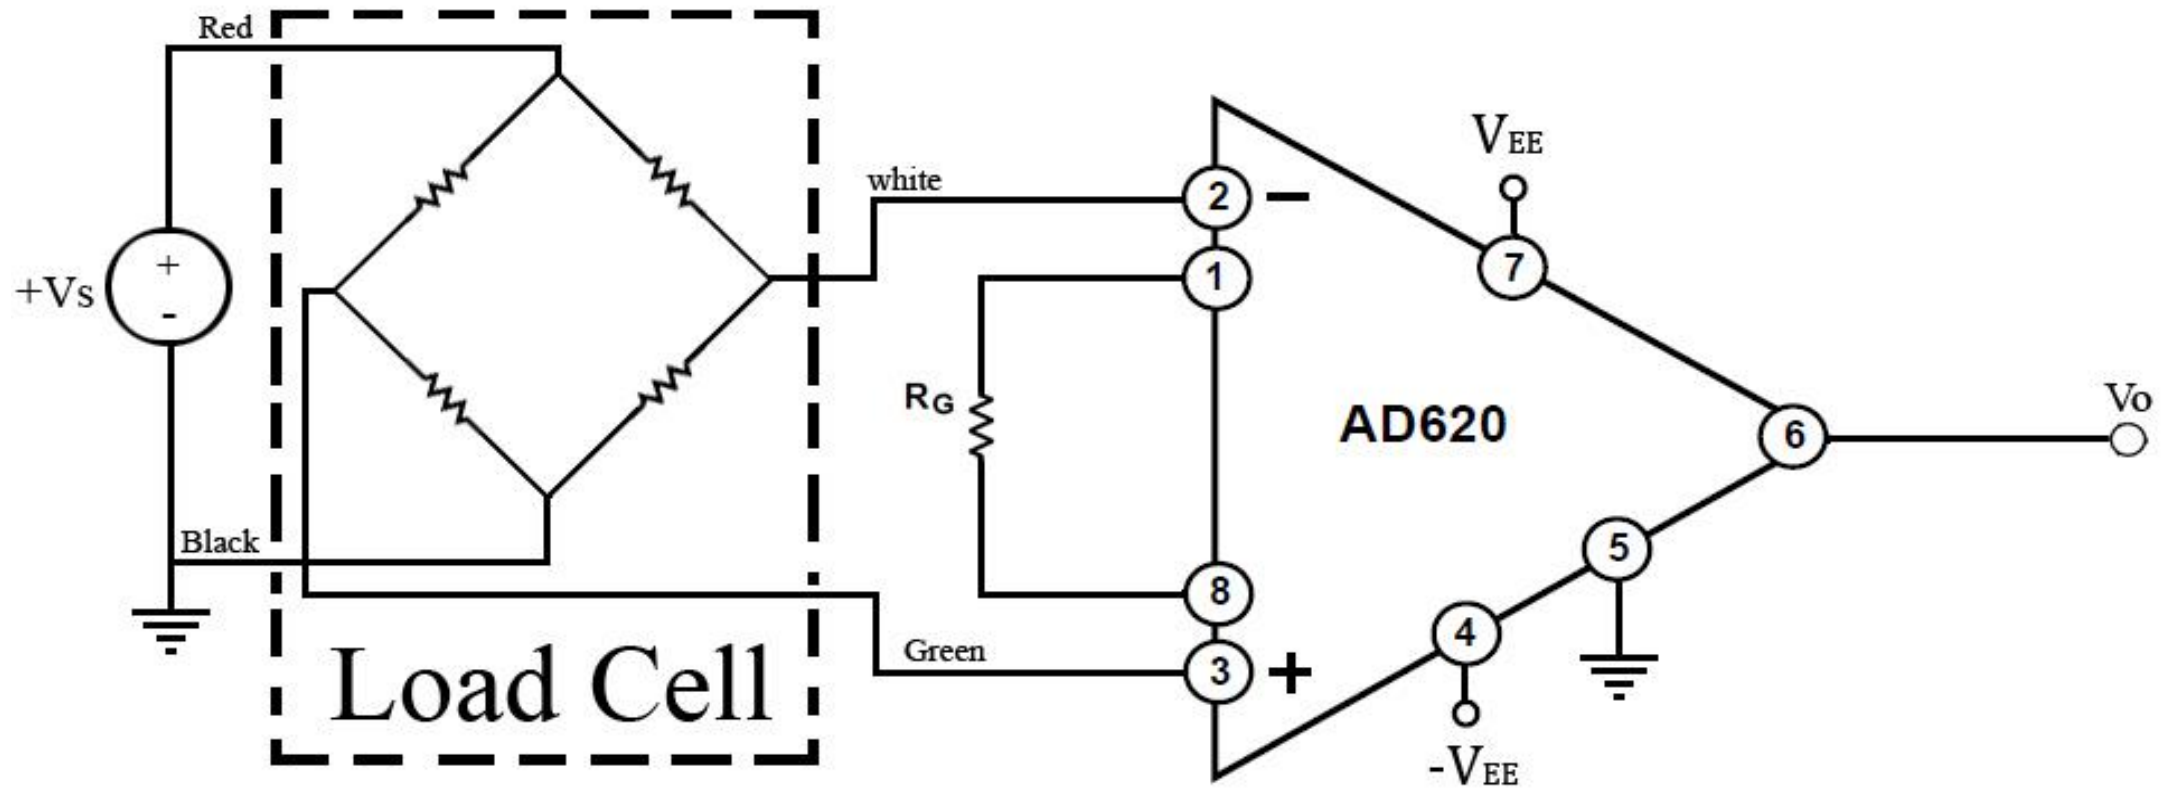 Red
+Vs
+
-
Black
Load Cell
white
Green
RG
2
−
1
8
3
+
AD620
VEE
7
6
5
4
-VEE
Vo